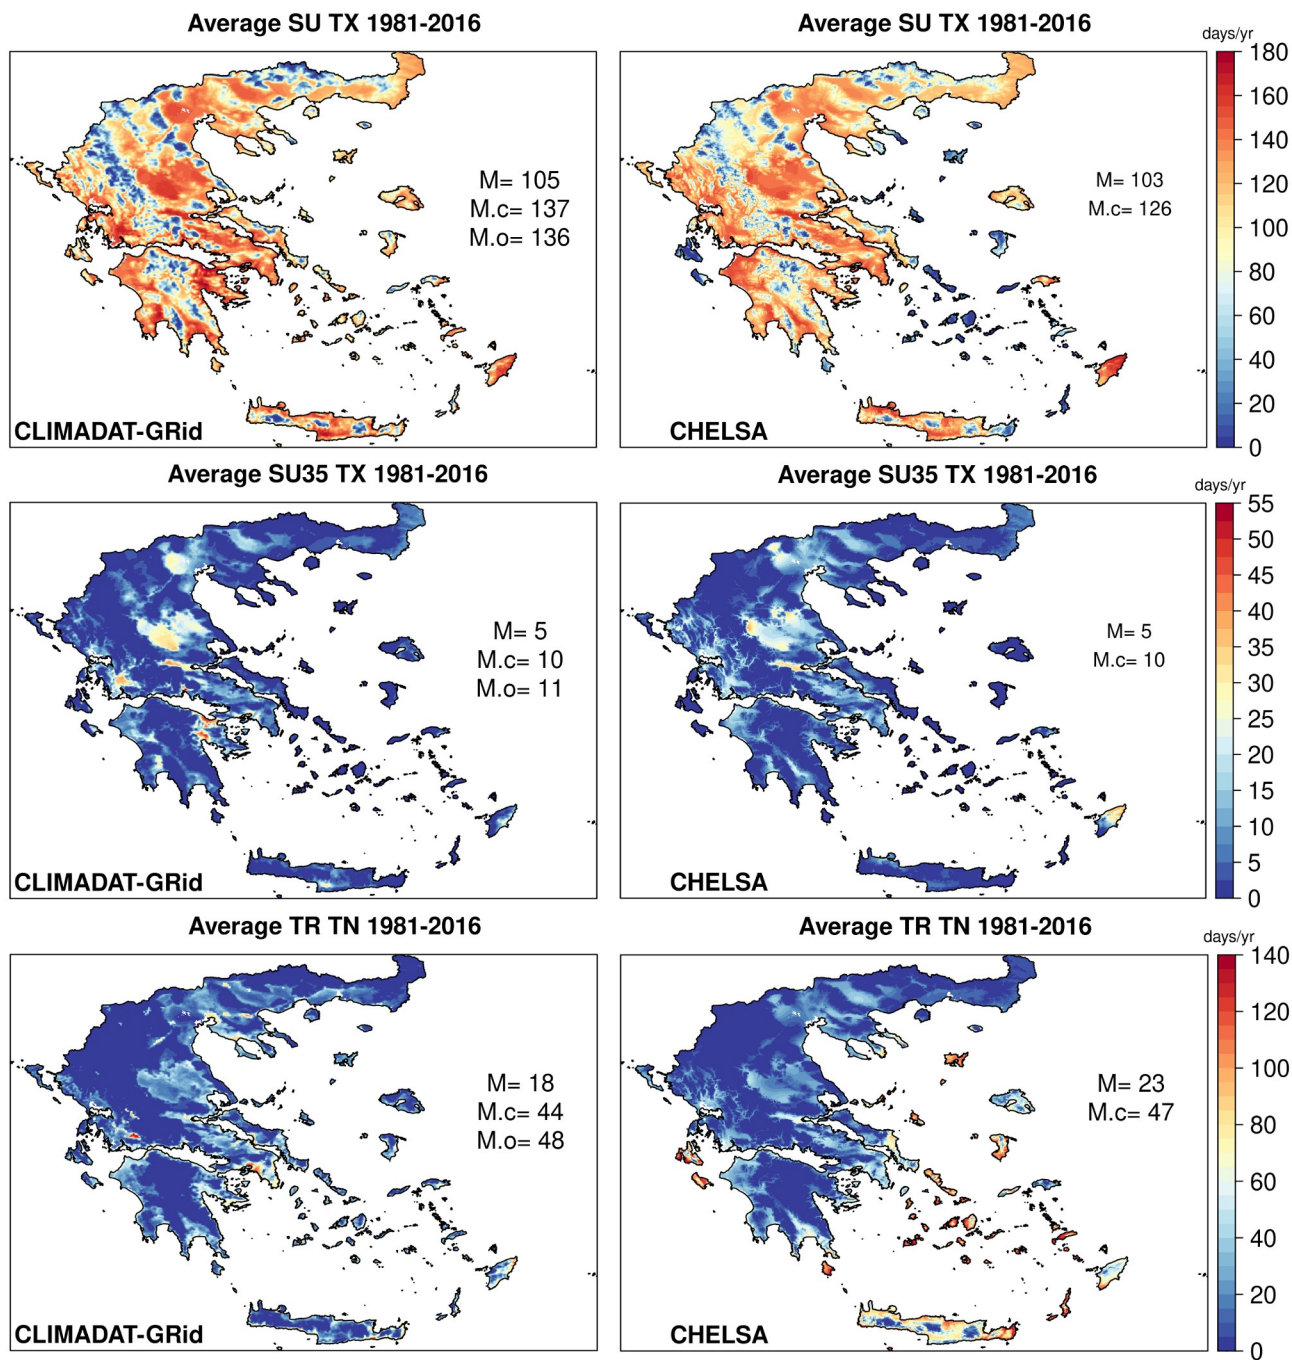 Average SU TX 1981-2016
Average SU TX 1981-2016
days/yr
180
160
140
120
100
80
60
40
20
0
M= 105
M.c= 137
M.o= 136
M= 103
M.c= 126
CLIMADAT-GRid
CHELSA
Average SU35 TX 1981-2016
Average SU35 TX 1981-2016
days/yr
55
50
45
40
35
30
25
20
15
10
5
0
M= 5
M.c= 10
M.o= 11
M= 5
M.c= 10
CLIMADAT-GRid
CHELSA
Average TR TN 1981-2016
Average TR TN 1981-2016
days/yr
140
120
100
80
60
40
20
0
M= 18
M.c= 44
M.o= 48
M= 23
M.c= 47
CLIMADAT-GRid
CHELSA